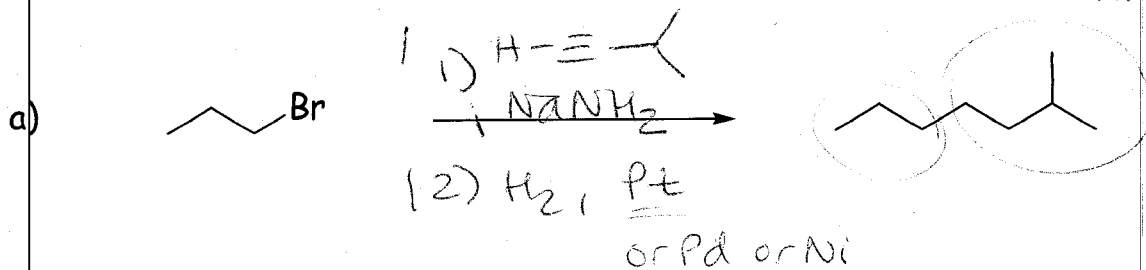 1) H-≡-
a)
Br
, NaNH2
2) H2, Pt
or Pd or Ni